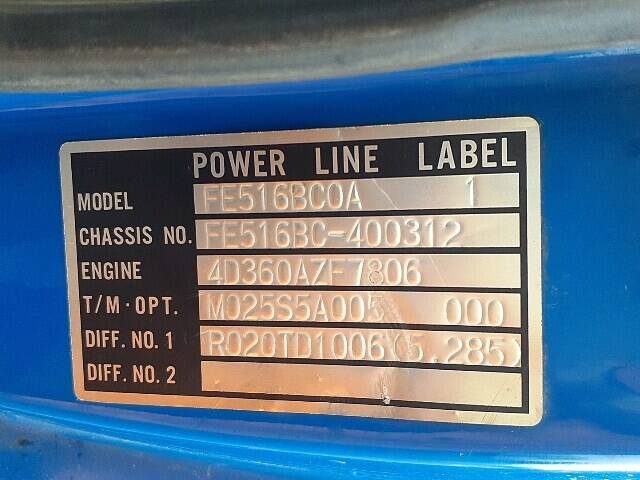 POWER LINE LABEL
MODEL FE516BC0A 1
CHASSIS NO. FE516BC-400312
ENGINE 4D360AZF7806
T/M·OPT. M025S5A005 000
DIFF. NO. 1 R020TD1006(5.285)
DIFF. NO. 2